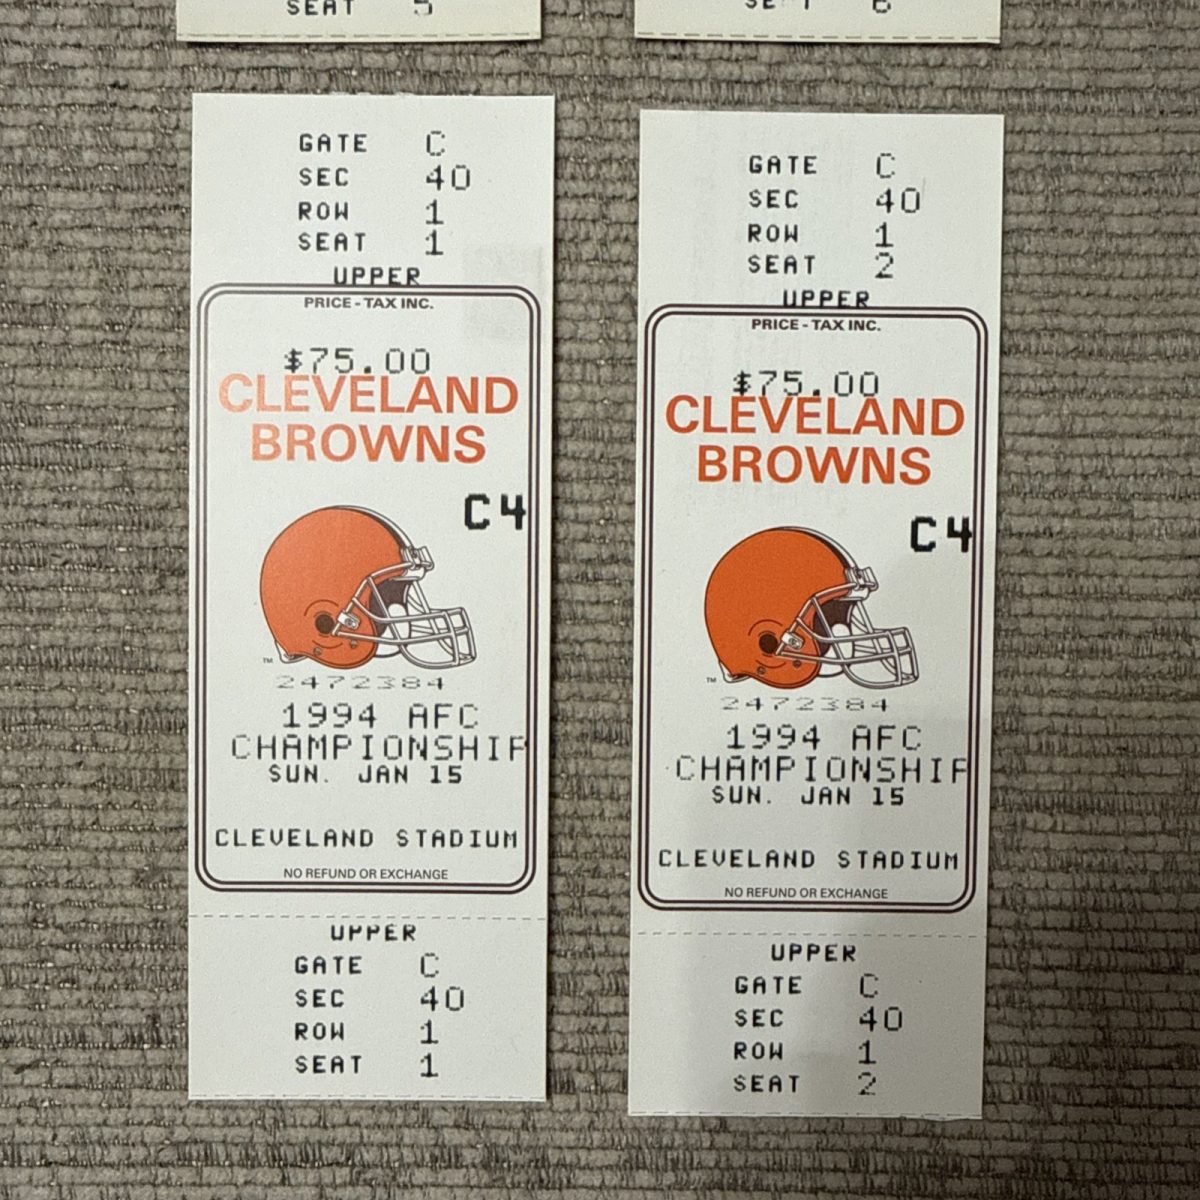 SEAT 5
SEAT 6
GATE C
SEC 40
ROW 1
SEAT 1
UPPER
PRICE - TAX INC.
$75.00
CLEVELAND
BROWNS
C4
TM
2472384
1994 AFC
CHAMPIONSHIP
SUN. JAN 15
CLEVELAND STADIUM
NO REFUND OR EXCHANGE
UPPER
GATE C
SEC 40
ROW 1
SEAT 1
GATE C
SEC 40
ROW 1
SEAT 2
UPPER
PRICE - TAX INC.
$75.00
CLEVELAND
BROWNS
C4
TM
2472384
1994 AFC
CHAMPIONSHIP
SUN. JAN 15
CLEVELAND STADIUM
NO REFUND OR EXCHANGE
UPPER
GATE C
SEC 40
ROW 1
SEAT 2